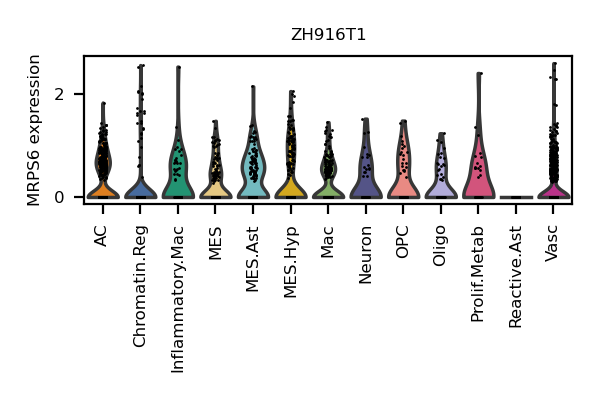 ZH916T1
MRPS6 expression
2
0
AC
Chromatin.Reg
Inflammatory.Mac
MES
MES.Ast
MES.Hyp
Mac
Neuron
OPC
Oligo
Prolif.Metab
Reactive.Ast
Vasc